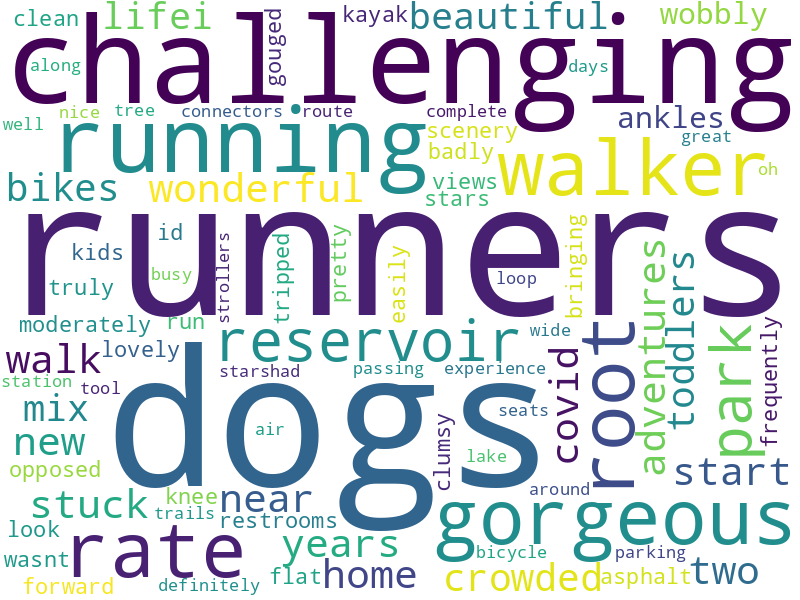 clean
lifei
gouged
kayak
beautiful
wobbly
challenging
along
days
well
nice
tree
connectors
route
complete
ankles
great
running
scenery
badly
walker
oh
bikes
wonderful
views
stars
runners
id
kids
truly
busy
strollers
tripped
pretty
easily
loop
bringing
adventures
toddlers
moderately
run
reservoir
wide
walk
lovely
station
tool
starshad
passing
experience
covid
root
park
frequently
dogs
mix
new
air
seats
clumsy
lake
opposed
knee
near
start
stuck
trails
restrooms
around
gorgeous
look
wasnt
rate
years
bicycle
parking
forward
definitely
flat
home
crowded
asphalt
two